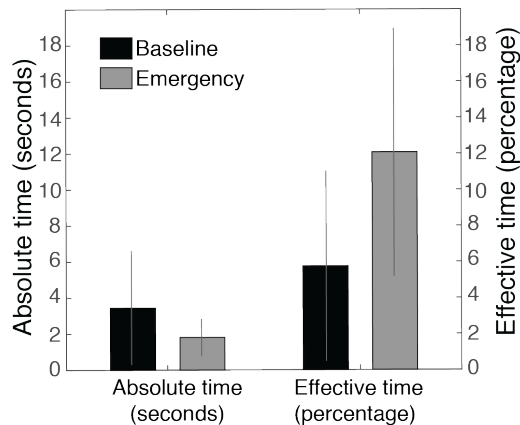 Baseline
Emergency
Absolute time (seconds)
18
16
14
12
10
8
6
4
2
0
Effective time (percentage)
18
16
14
12
10
8
6
4
2
0
Absolute time
(seconds)
Effective time
(percentage)